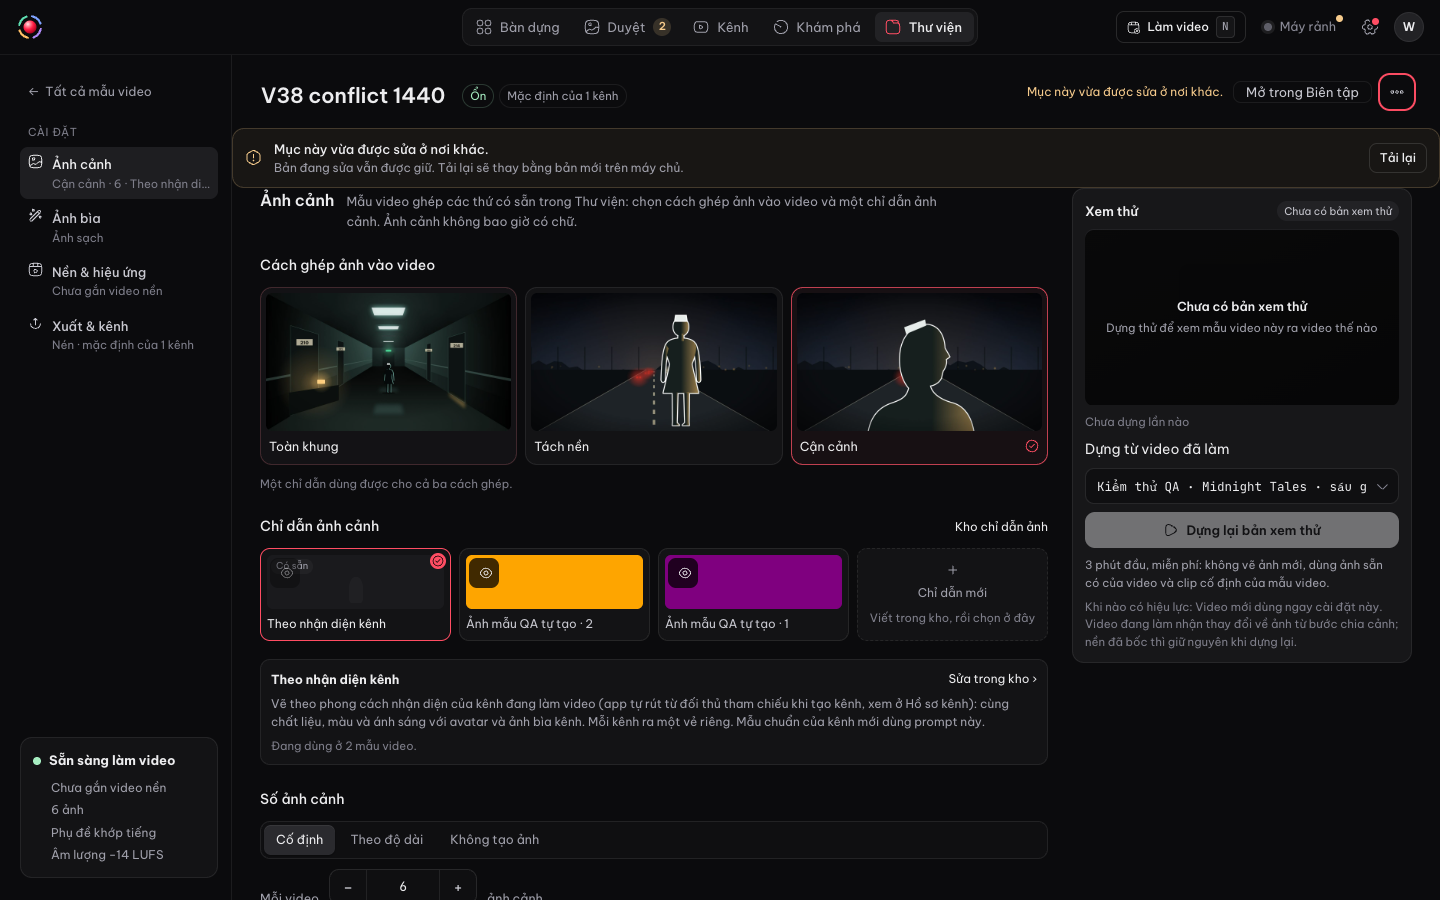 Bàn dựng
Duyệt 2
Kênh
Khám phá
Thư viện
Làm video N
Máy rảnh
W
← Tất cả mẫu video
CÀI ĐẶT
Ảnh cảnh
Cận cảnh · 6 · Theo nhận di...
Ảnh bìa
Ảnh sạch
Nền & hiệu ứng
Chưa gắn video nền
Xuất & kênh
Nén · mặc định của 1 kênh
Sẵn sàng làm video
Chưa gắn video nền
6 ảnh
Phụ đề khớp tiếng
Âm lượng -14 LUFS
V38 conflict 1440
Ổn
Mặc định của 1 kênh
Mục này vừa được sửa ở nơi khác.
Mở trong Biên tập
Mục này vừa được sửa ở nơi khác.
Bản đang sửa vẫn được giữ. Tải lại sẽ thay bằng bản mới trên máy chủ.
Tải lại
Ảnh cảnh
Mẫu video ghép các thứ có sẵn trong Thư viện: chọn cách ghép ảnh vào video và một chỉ dẫn ảnh
cảnh. Ảnh cảnh không bao giờ có chữ.
Cách ghép ảnh vào video
Toàn khung
Tách nền
Cận cảnh
Một chỉ dẫn dùng được cho cả ba cách ghép.
Chỉ dẫn ảnh cảnh
Kho chỉ dẫn ảnh
Có sẵn
Theo nhận diện kênh
Ảnh mẫu QA tự tạo · 2
Ảnh mẫu QA tự tạo · 1
+
Chỉ dẫn mới
Viết trong kho, rồi chọn ở đây
Theo nhận diện kênh
Sửa trong kho ›
Vẽ theo phong cách nhận diện của kênh đang làm video (app tự rút từ đối thủ tham chiếu khi tạo kênh, xem ở Hồ sơ kênh): cùng
chất liệu, màu và ánh sáng với avatar và ảnh bìa kênh. Mỗi kênh ra một vẻ riêng. Mẫu chuẩn của kênh mới dùng prompt này.
Đang dùng ở 2 mẫu video.
Số ảnh cảnh
Cố định
Theo độ dài
Không tạo ảnh
Mỗi video
− 6 +
ảnh cảnh
Xem thử
Chưa có bản xem thử
Chưa có bản xem thử
Dựng thử để xem mẫu video này ra video thế nào
Chưa dựng lần nào
Dựng từ video đã làm
Kiểm thử QA · Midnight Tales · sáu g
Dựng lại bản xem thử
3 phút đầu, miễn phí: không vẽ ảnh mới, dùng ảnh sẵn
có của video và clip cố định của mẫu video.
Khi nào có hiệu lực: Video mới dùng ngay cài đặt này.
Video đang làm nhận thay đổi về ảnh từ bước chia cảnh;
nền đã bốc thì giữ nguyên khi dựng lại.